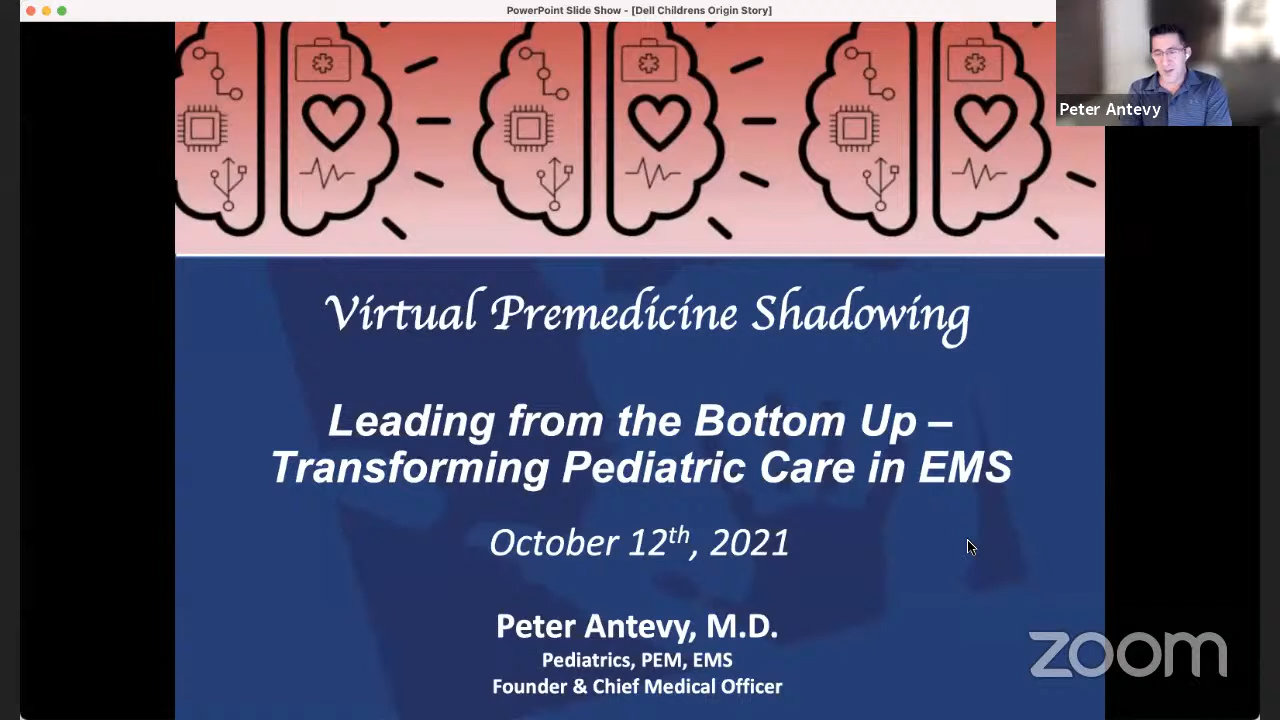 PowerPoint Slide Show - [Dell Childrens Origin Story]
Peter Antevy
Virtual Premedicine Shadowing
Leading from the Bottom Up –
Transforming Pediatric Care in EMS
October 12th, 2021
Peter Antevy, M.D.
Pediatrics, PEM, EMS
Founder & Chief Medical Officer
zoom